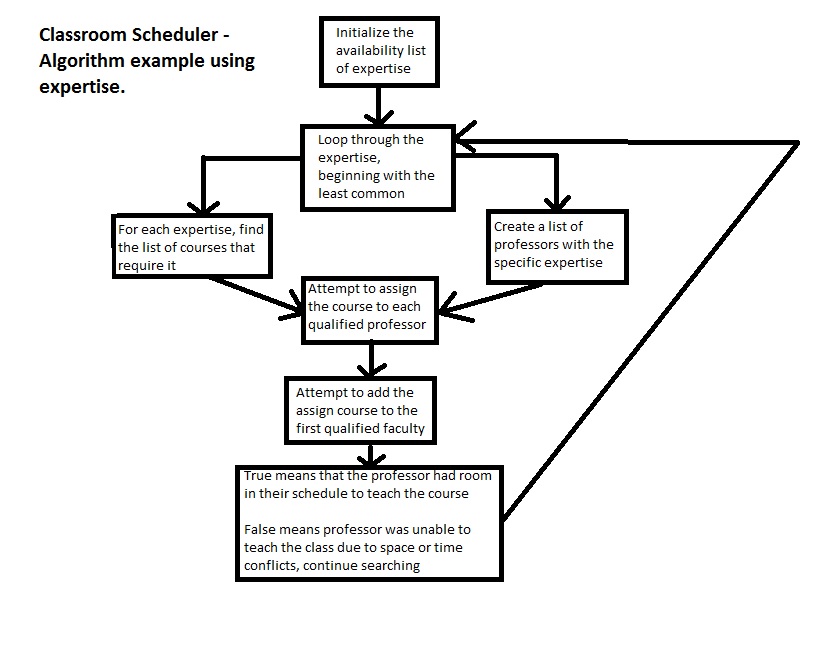 Classroom Scheduler -
Algorithm example using
expertise.
Initialize the
availability list
of expertise
Loop through the
expertise,
beginning with the
least common
For each expertise, find
the list of courses that
require it
Create a list of
professors with the
specific expertise
Attempt to assign
the course to each
qualified professor
Attempt to add the
assign course to the
first qualified faculty
True means that the professor had room
in their schedule to teach the course
False means professor was unable to
teach the class due to space or time
conflicts, continue searching